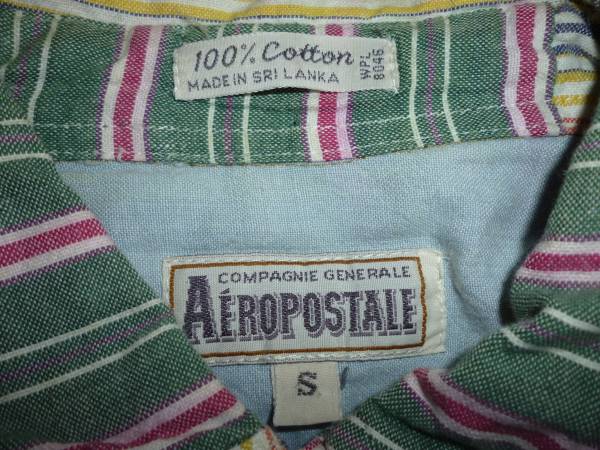 100% Cotton
MADE IN SRI LANKA
WPL
8046
COMPAGNIE GENERALE
AÉROPOSTALE
S